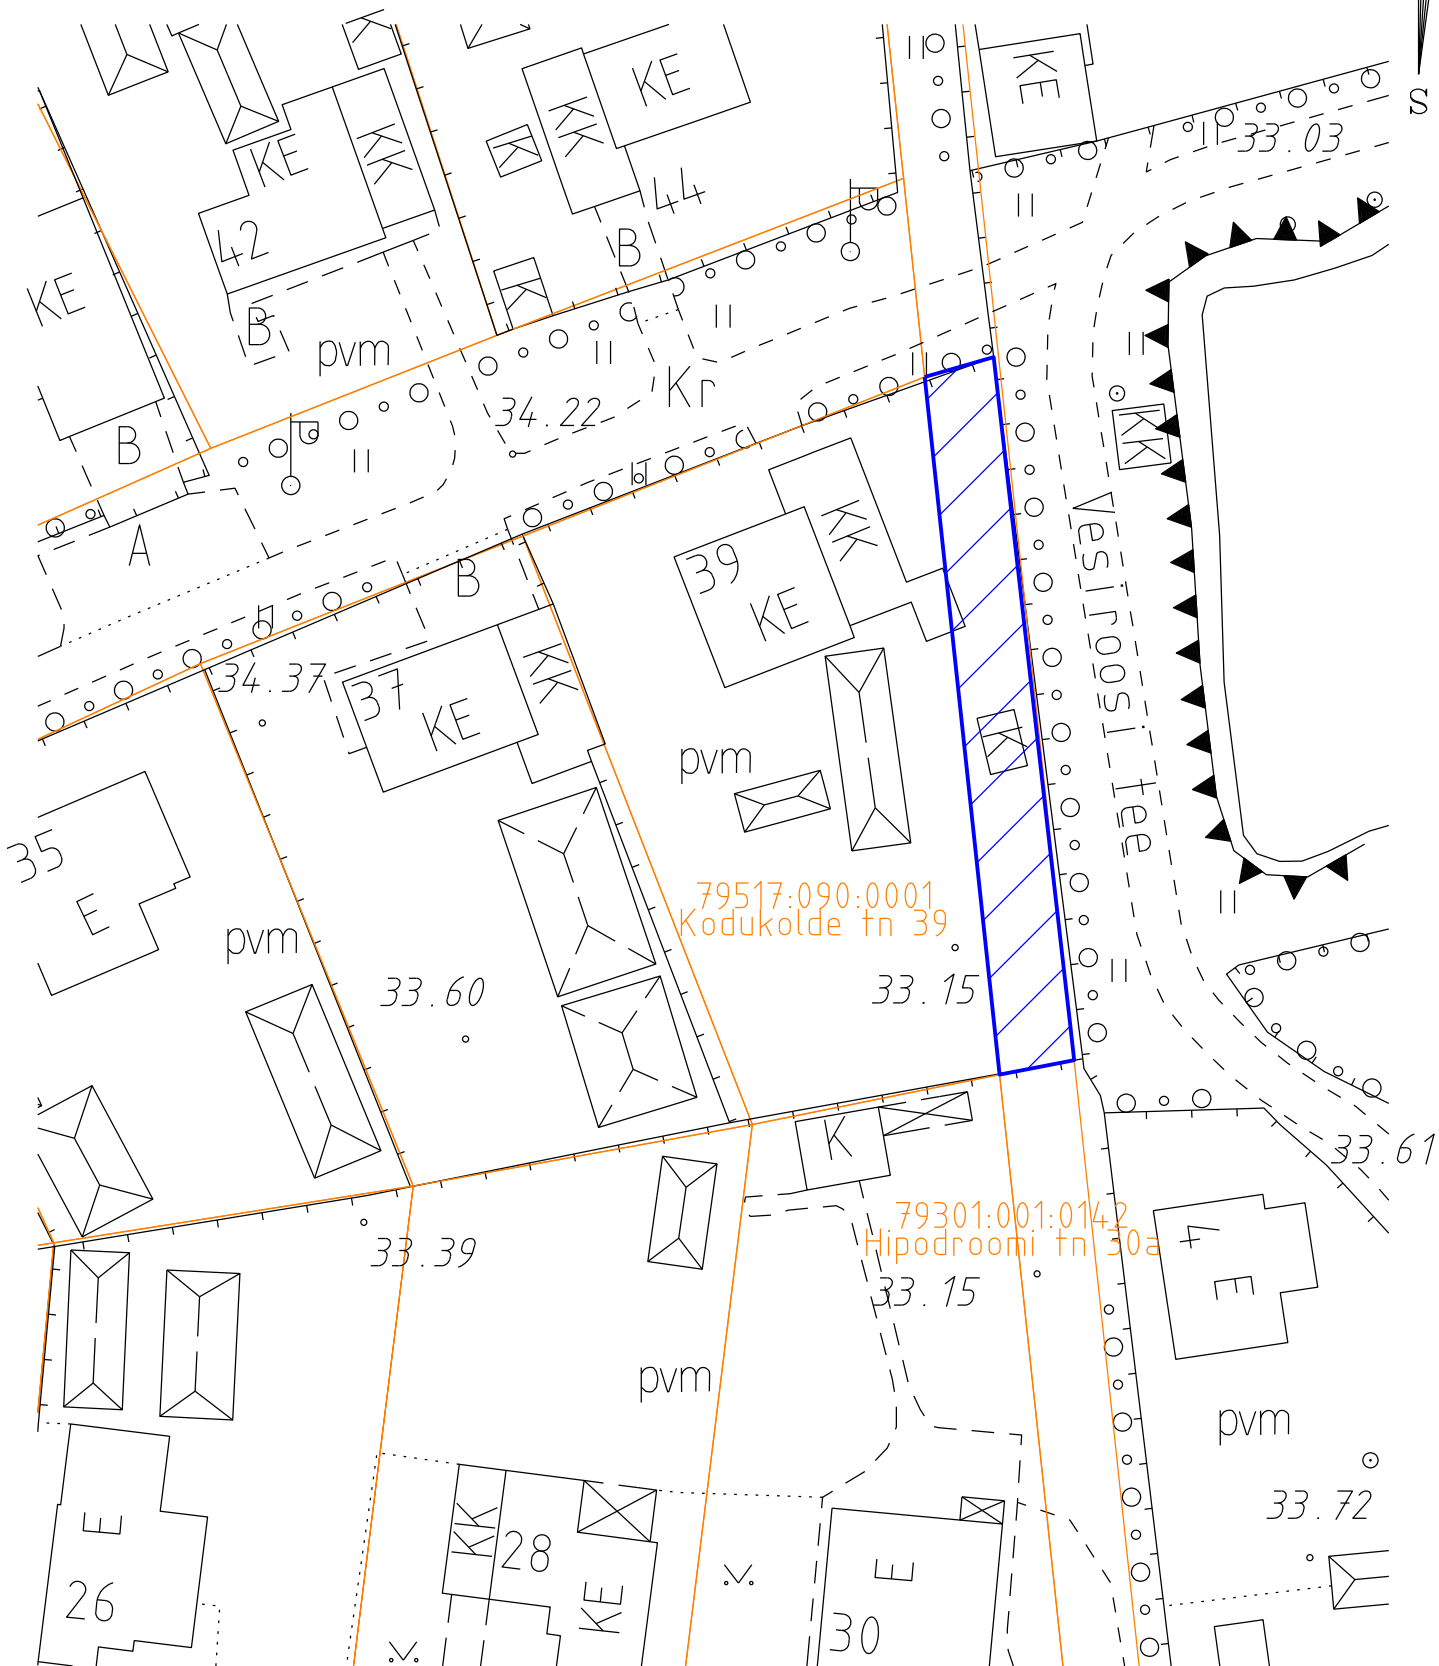 K
KE
KK
KE
KE
S
33.03
KK
KE
K
44
42
B
B
K
KE
pvm
Kr
34.22
KK
B
A
B
39
KK
KE
Vesiroosi tee
34.37
37
KK
KE
K
pvm
35
E
79517:090:0001
Kodukolde tn 39
pvm
33.60
33.15
K
33.61
79301:001:0142
Hipodroomi tn 30a
33.39
33.15
4
E
pvm
pvm
33.72
E
KK
28
E
26
KE
30